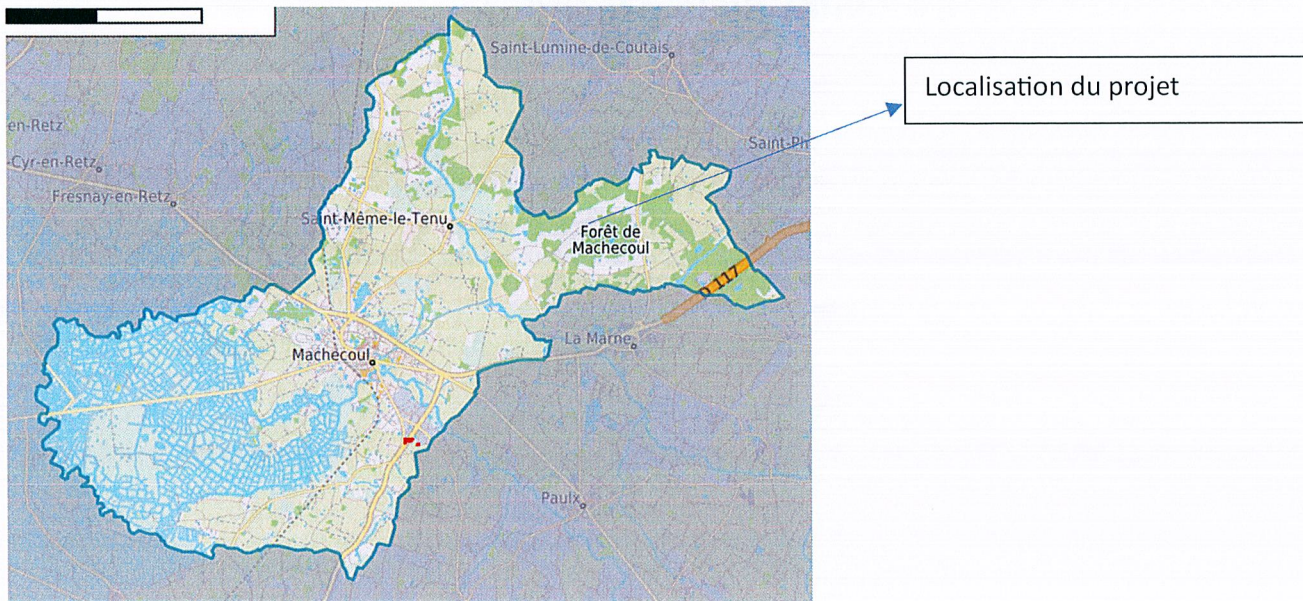 Saint-Lumine-de-Coutais
Localisation du projet
en-Retz
Saint-Ph
-Cyr-en-Retz
Fresnay-en-Retz
Saint-Même-le-Tenu
Forêt de
Machecoul
D 117
La Marne
Machecoul
Paulx